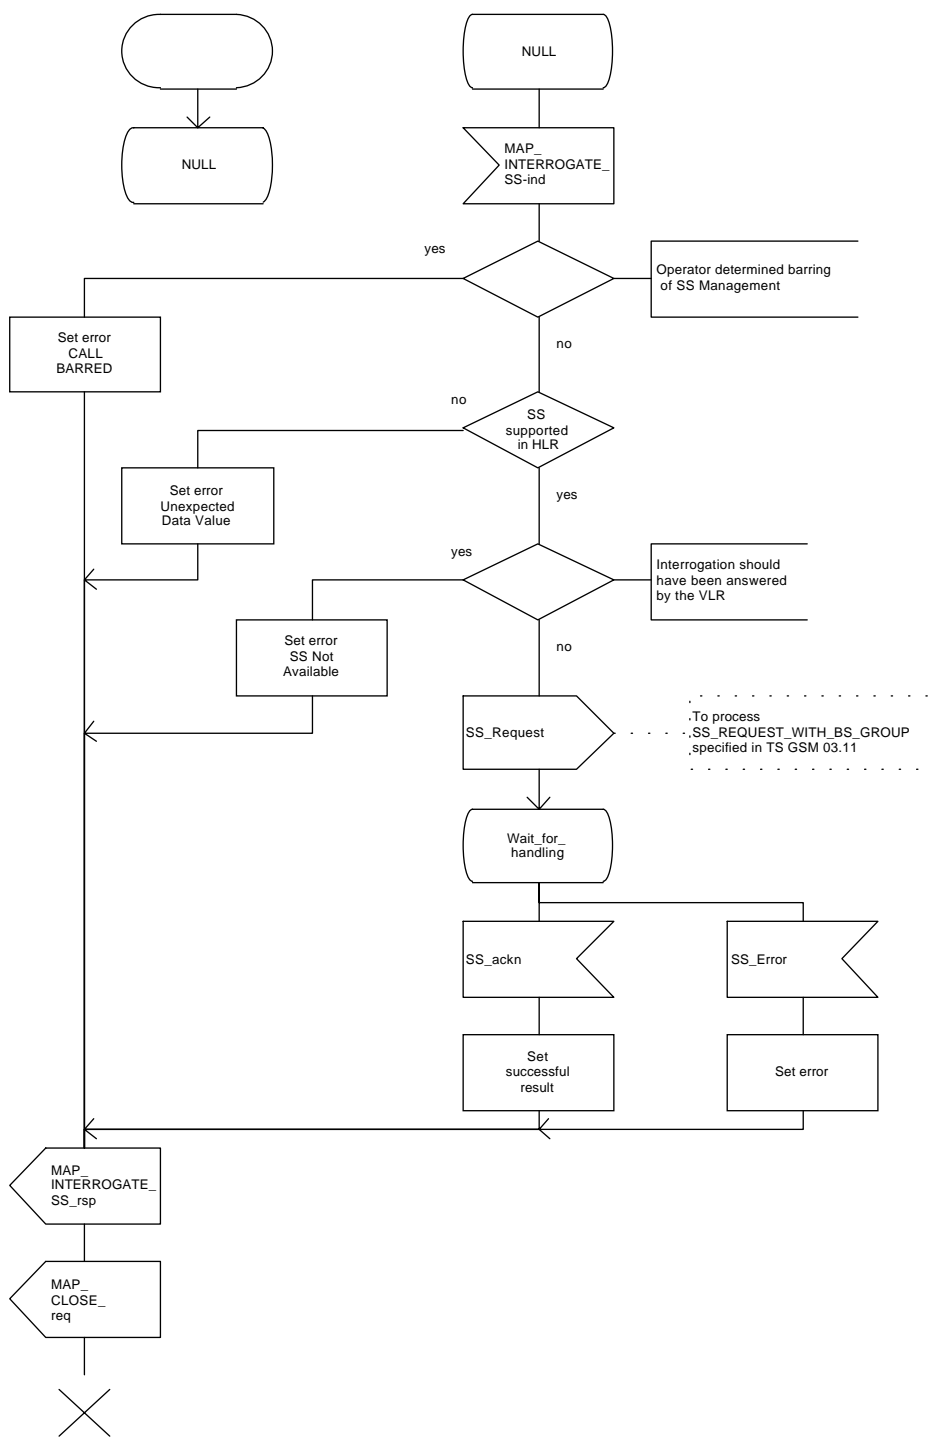 NULL
NULL
MAP_
INTERROGATE_
SS-ind
yes
Operator determined barring
of SS Management
Set error
CALL
BARRED
no
no
SS
supported
in HLR
Set error
Unexpected
Data Value
yes
yes
Interrogation should
have been answered
by the VLR
Set error
SS Not
Available
no
SS_Request
To process
SS_REQUEST_WITH_BS_GROUP
specified in TS GSM 03.11
Wait_for_
handling
SS_ackn
SS_Error
Set
successful
result
Set error
MAP_
INTERROGATE_
SS_rsp
MAP_
CLOSE_
req